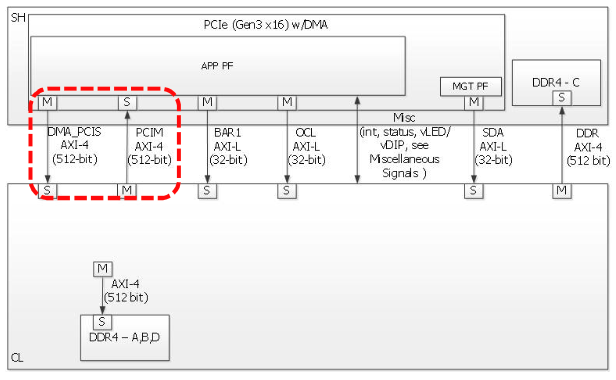 SH
PCIe (Gen3 x16) w/DMA
APP PF
MGT PF
DDR4 - C
S
M
S
M
M
M
DMA_PCIS
AXI-4
(512-bit)
PCIM
AXI-4
(512-bit)
BAR1
AXI-L
(32-bit)
OCL
AXI-L
(32-bit)
Misc
(int, status, vLED/
vDIP, see
Miscellaneous
Signals )
SDA
AXI-L
(32-bit)
DDR
AXI-4
(512 bit)
S
M
S
S
S
M
M
AXI-4
(512 bit)
S
DDR4 – A,B,D
CL